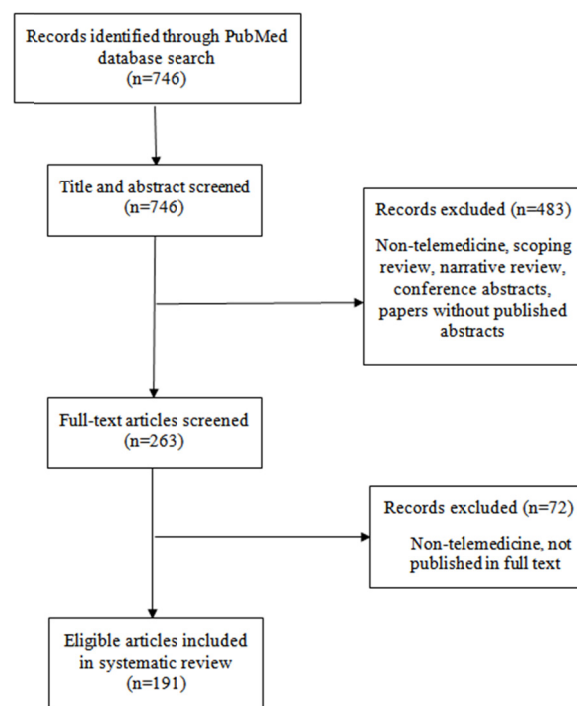 Records identified through PubMed
database search
(n=746)
Title and abstract screened
(n=746)
Records excluded (n=483)
Non-telemedicine, scoping
review, narrative review,
conference abstracts,
papers without published
abstracts
Full-text articles screened
(n=263)
Records excluded (n=72)
Non-telemedicine, not
published in full text
Eligible articles included
in systematic review
(n=191)